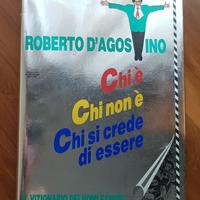 ROBERTO D'AGOSTINO
Chi è
Chi non è
Chi si crede
di essere